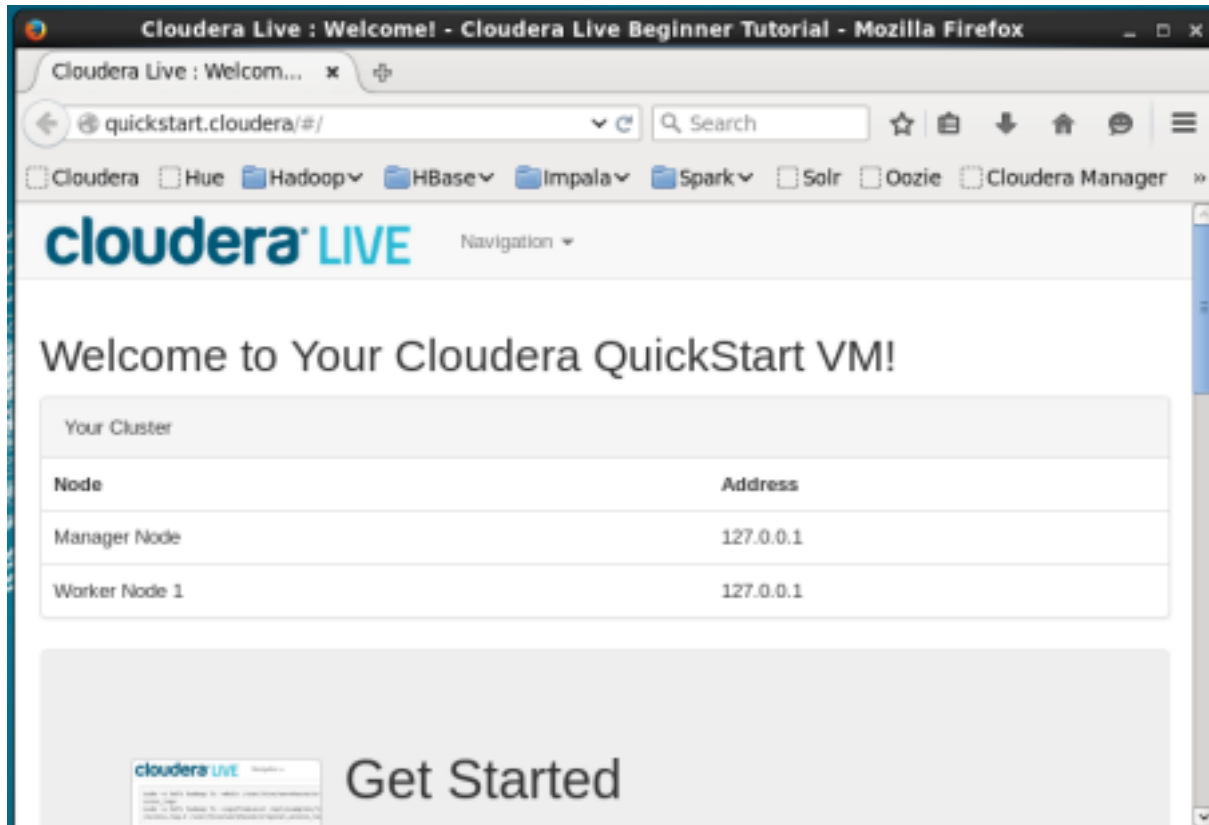 Cloudera Live : Welcome! - Cloudera Live Beginner Tutorial - Mozilla Firefox
Cloudera Live : Welcom...
quickstart.cloudera/#/ Search
Cloudera Hue Hadoop HBase Impala Spark Solr Oozie Cloudera Manager »
cloudera LIVE Navigation
Welcome to Your Cloudera QuickStart VM!
Your Cluster
Node Address
Manager Node 127.0.0.1
Worker Node 1 127.0.0.1
cloudera LIVE
Get Started